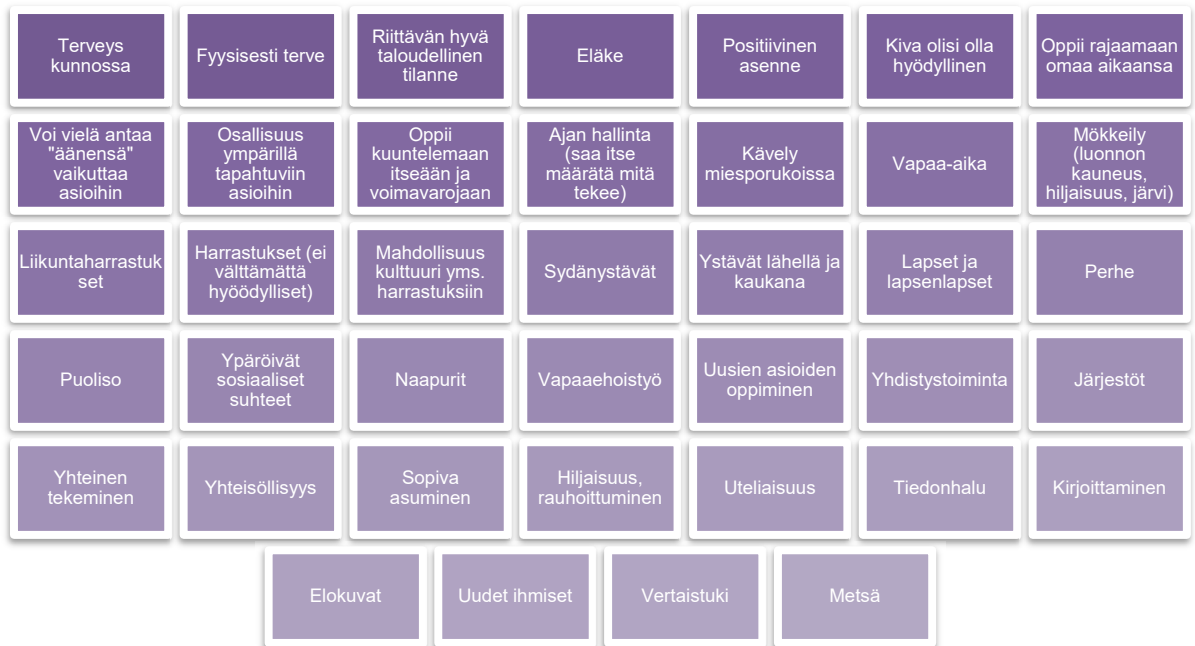 Terveys
kunnossa
Fyysisesti terve
Riittävän hyvä
taloudellinen
tilanne
Eläke
Positiivinen
asenne
Kiva olisi olla
hyödyllinen
Oppii rajaamaan
omaa aikaansa
Voi vielä antaa
"äänensä"
vaikuttaa
asioihin
Osallisuus
ympärillä
tapahtuviin
asioihin
Oppii
kuuntelemaan
itseään ja
voimavarojaan
Ajan hallinta
(saa itse
määrätä mitä
tekee)
Kävely
miesporukoissa
Vapaa-aika
Mökkeily
(luonnon
kauneus,
hiljaisuus, järvi)
Liikuntaharrastuk
set
Harrastukset (ei
välttämättä
hyöödylliset)
Mahdollisuus
kulttuuri yms.
harrastuksiin
Sydänystävät
Ystävät lähellä ja
kaukana
Lapset ja
lapsenlapset
Perhe
Puoliso
Ypäröivät
sosiaaliset
suhteet
Naapurit
Vapaaehoistyö
Uusien asioiden
oppiminen
Yhdistystoiminta
Järjestöt
Yhteinen
tekeminen
Yhteisöllisyys
Sopiva
asuminen
Hiljaisuus,
rauhoittuminen
Uteliaisuus
Tiedonhalu
Kirjoittaminen
Elokuvat
Uudet ihmiset
Vertaistuki
Metsä